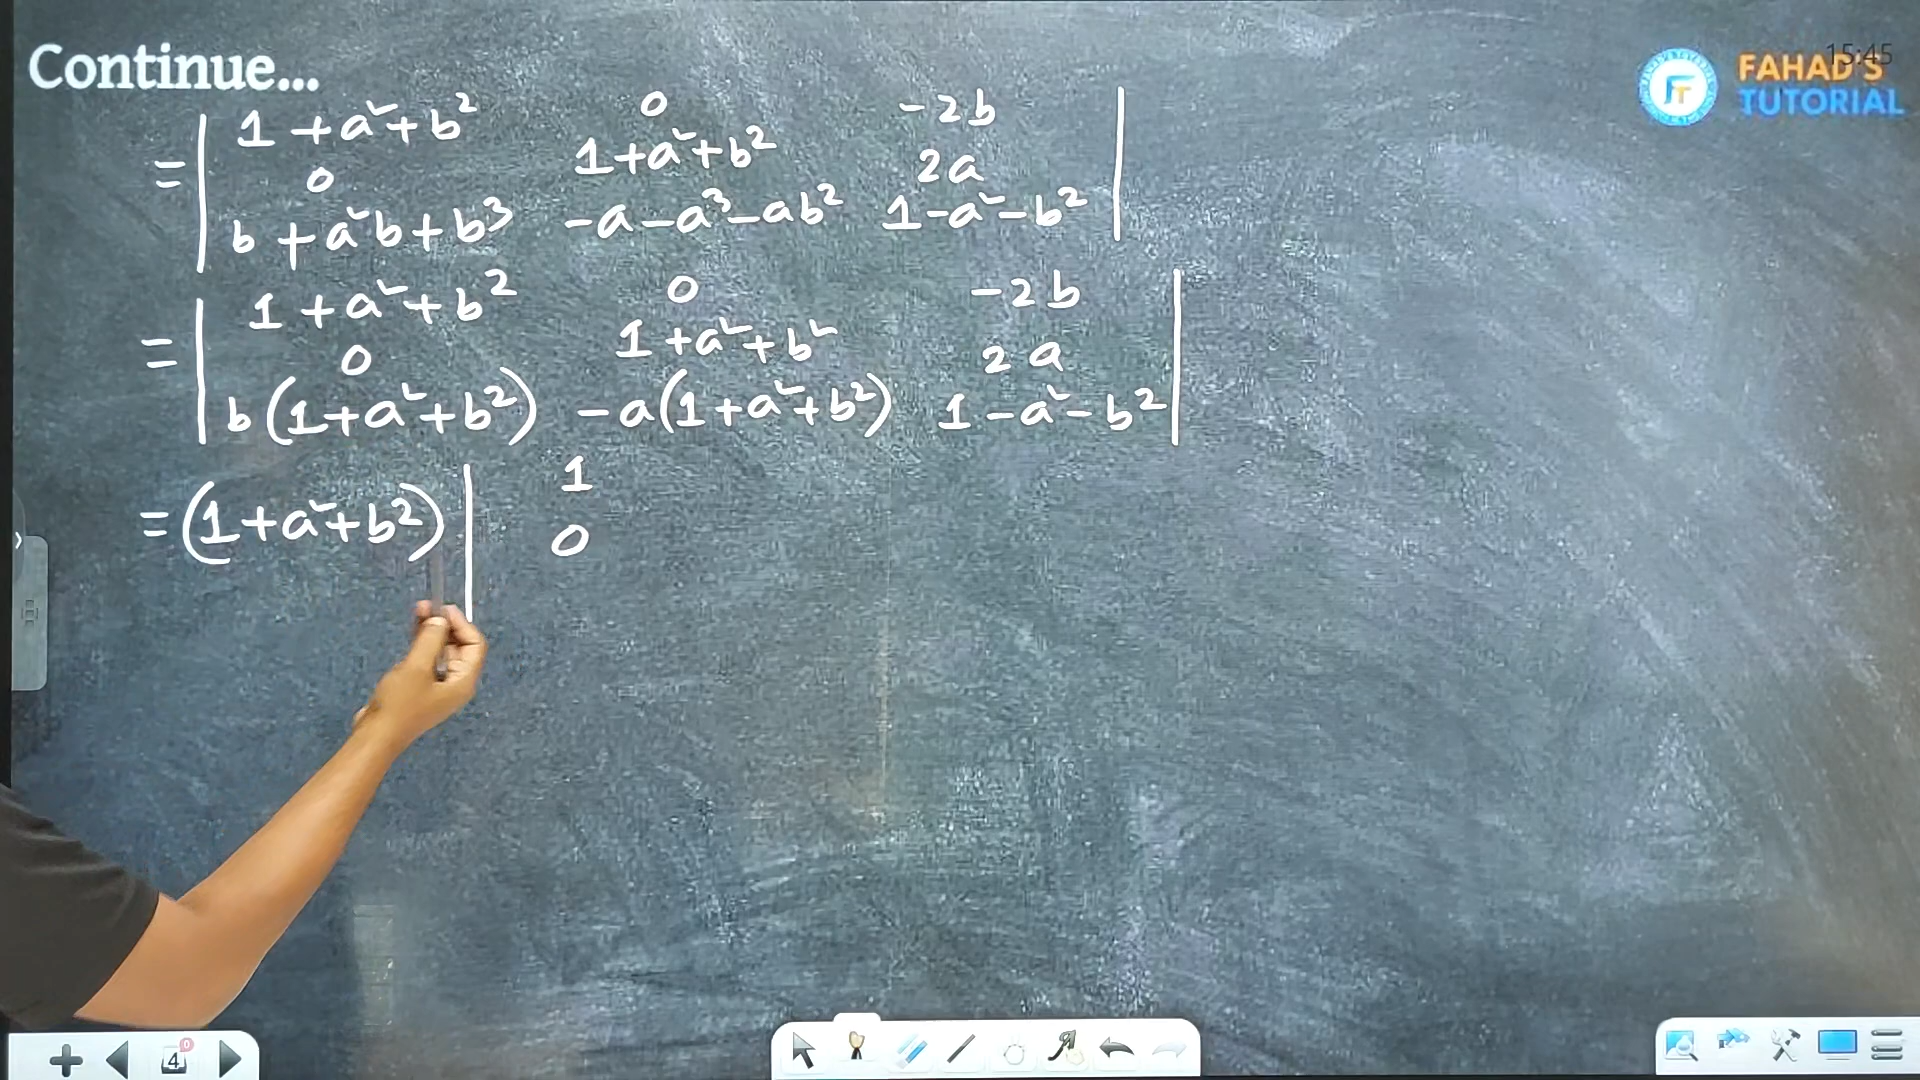 Continue...
15:45
FAHAD'S
TUTORIAL
= | 1+a²+b² 0 -2b |
0 1+a²+b² 2a
b+a²b+b³ -a-a³-ab² 1-a²-b²
= | 1+a²+b² 0 -2b |
0 1+a²+b² 2a
b(1+a²+b²) -a(1+a²+b²) 1-a²-b²
=(1+a²+b²) | 1
0
4
0